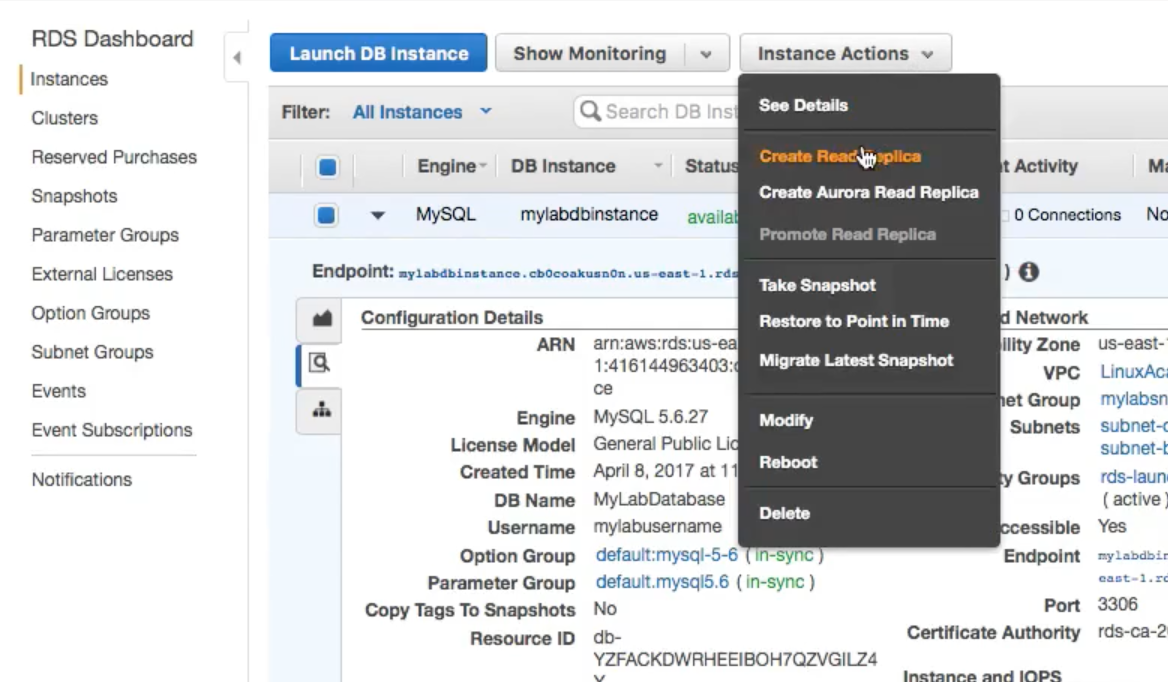 RDS Dashboard
Instances
Clusters
Reserved Purchases
Snapshots
Parameter Groups
External Licenses
Option Groups
Subnet Groups
Events
Event Subscriptions
Notifications
Launch DB Instance
Show Monitoring
Instance Actions
See Details
Create Read Replica
Create Aurora Read Replica
Promote Read Replica
Take Snapshot
Restore to Point in Time
Migrate Latest Snapshot
Modify
Reboot
Delete
Filter: All Instances Search DB Inst
Engine DB Instance Status t Activity Ma
MySQL mylabdbinstance availab 0 Connections No
Endpoint: mylabdbinstance.cb0coakusn0n.us-east-1.rds )
Configuration Details
ARN arn:aws:rds:us-ea
1:416144963403:
ce
Engine MySQL 5.6.27
License Model General Public Lic
Created Time April 8, 2017 at 11
DB Name MyLabDatabase
Username mylabusername
Option Group default:mysql-5-6 ( in-sync )
Parameter Group default.mysql5.6 ( in-sync )
Copy Tags To Snapshots No
Resource ID db-
YZFACKDWRHEEIBOH7QZVGILZ4
d Network
ility Zone us-east-1
VPC LinuxAca
net Group mylabsn
Subnets subnet-
subnet-
ty Groups rds-laun
( active )
ccessible Yes
Endpoint mylabdbin
east-1.rd
Port 3306
Certificate Authority rds-ca-2
Instance and IOPS